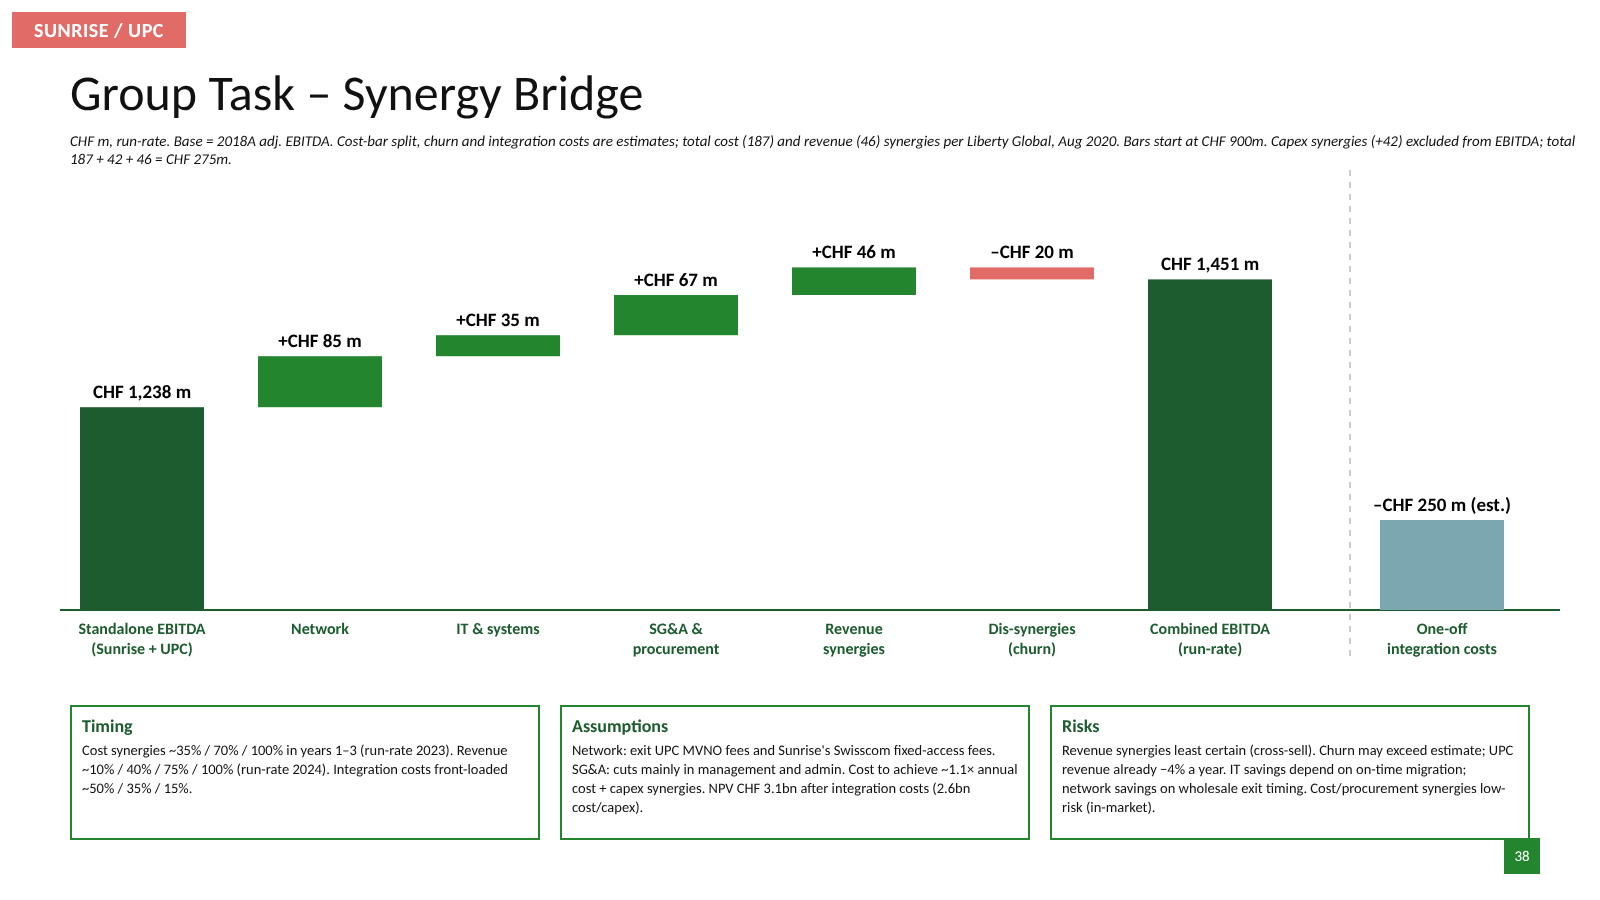 SUNRISE / UPC
Group Task – Synergy Bridge
CHF m, run-rate. Base = 2018A adj. EBITDA. Cost-bar split, churn and integration costs are estimates; total cost (187) and revenue (46) synergies per Liberty Global, Aug 2020. Bars start at CHF 900m. Capex synergies (+42) excluded from EBITDA; total
187 + 42 + 46 = CHF 275m.
CHF 1,238 m
+CHF 85 m
+CHF 35 m
+CHF 67 m
+CHF 46 m
–CHF 20 m
CHF 1,451 m
–CHF 250 m (est.)
Standalone EBITDA
(Sunrise + UPC)
Network
IT & systems
SG&A &
procurement
Revenue
synergies
Dis-synergies
(churn)
Combined EBITDA
(run-rate)
One-off
integration costs
Timing
Cost synergies ~35% / 70% / 100% in years 1–3 (run-rate 2023). Revenue
~10% / 40% / 75% / 100% (run-rate 2024). Integration costs front-loaded
~50% / 35% / 15%.
Assumptions
Network: exit UPC MVNO fees and Sunrise's Swisscom fixed-access fees.
SG&A: cuts mainly in management and admin. Cost to achieve ~1.1× annual
cost + capex synergies. NPV CHF 3.1bn after integration costs (2.6bn
cost/capex).
Risks
Revenue synergies least certain (cross-sell). Churn may exceed estimate; UPC
revenue already −4% a year. IT savings depend on on-time migration;
network savings on wholesale exit timing. Cost/procurement synergies low-
risk (in-market).
38